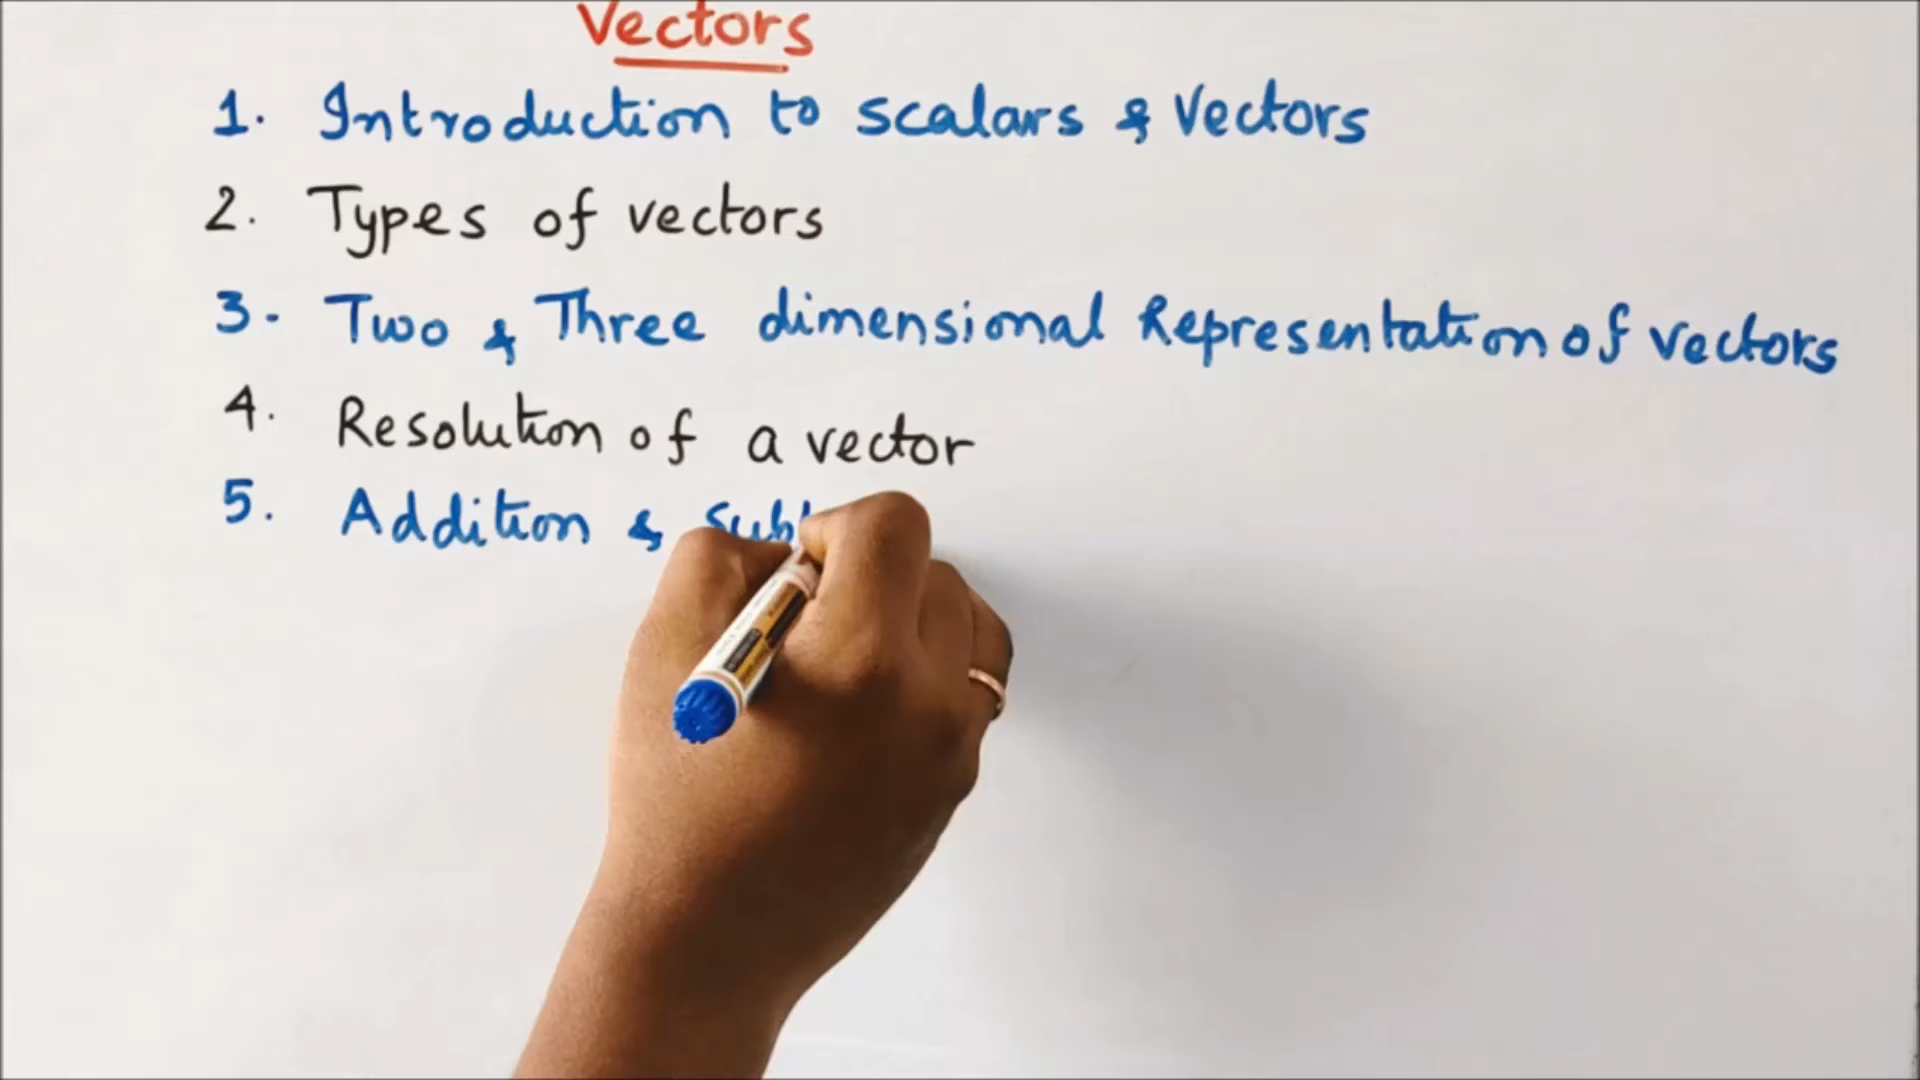 Vectors
1. Introduction to scalars & Vectors
2. Types of vectors
3. Two & Three dimensional Representation of vectors
4. Resolution of a vector
5. Addition & Subt